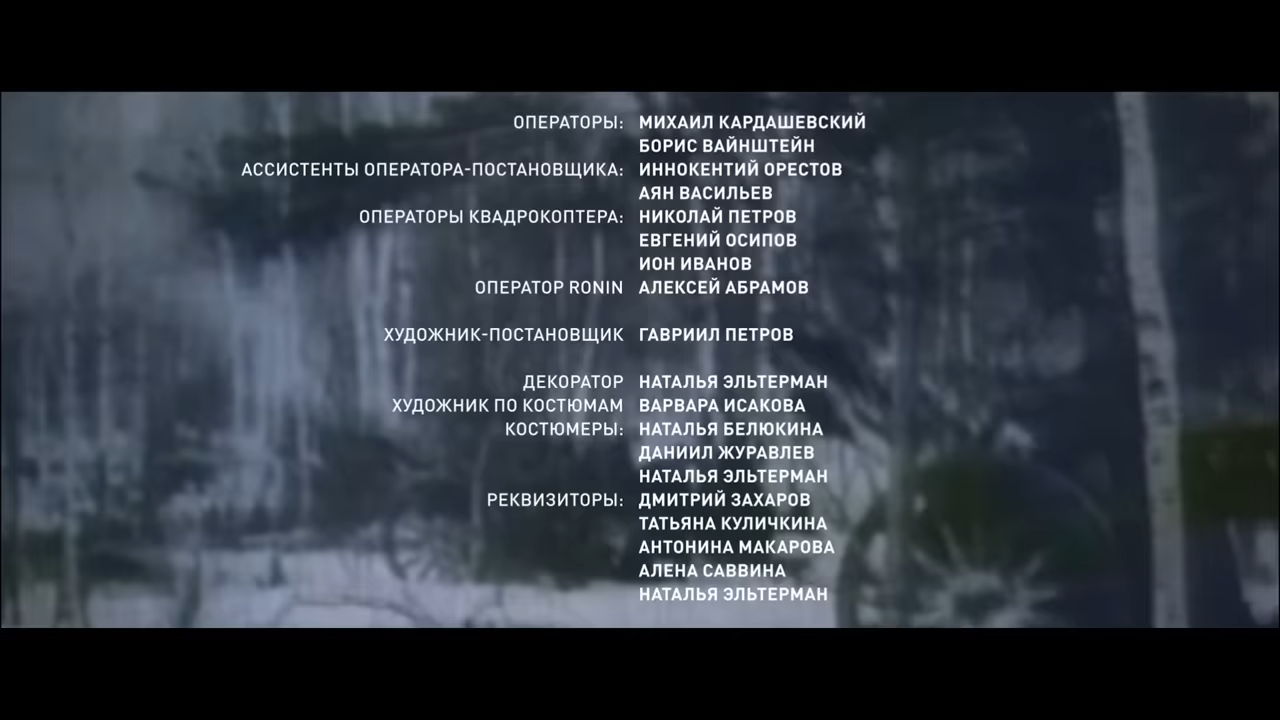 ОПЕРАТОРЫ: МИХАИЛ КАРДАШЕВСКИЙ
БОРИС ВАЙНШТЕЙН
АССИСТЕНТЫ ОПЕРАТОРА-ПОСТАНОВЩИКА: ИННОКЕНТИЙ ОРЕСТОВ
АЯН ВАСИЛЬЕВ
ОПЕРАТОРЫ КВАДРОКОПТЕРА: НИКОЛАЙ ПЕТРОВ
ЕВГЕНИЙ ОСИПОВ
ИОН ИВАНОВ
ОПЕРАТОР RONIN АЛЕКСЕЙ АБРАМОВ
ХУДОЖНИК-ПОСТАНОВЩИК ГАВРИИЛ ПЕТРОВ
ДЕКОРАТОР НАТАЛЬЯ ЭЛЬТЕРМАН
ХУДОЖНИК ПО КОСТЮМАМ ВАРВАРА ИСАКОВА
КОСТЮМЕРЫ: НАТАЛЬЯ БЕЛЮКИНА
ДАНИИЛ ЖУРАВЛЕВ
НАТАЛЬЯ ЭЛЬТЕРМАН
РЕКВИЗИТОРЫ: ДМИТРИЙ ЗАХАРОВ
ТАТЬЯНА КУЛИЧКИНА
АНТОНИНА МАКАРОВА
АЛЕНА САВВИНА
НАТАЛЬЯ ЭЛЬТЕРМАН